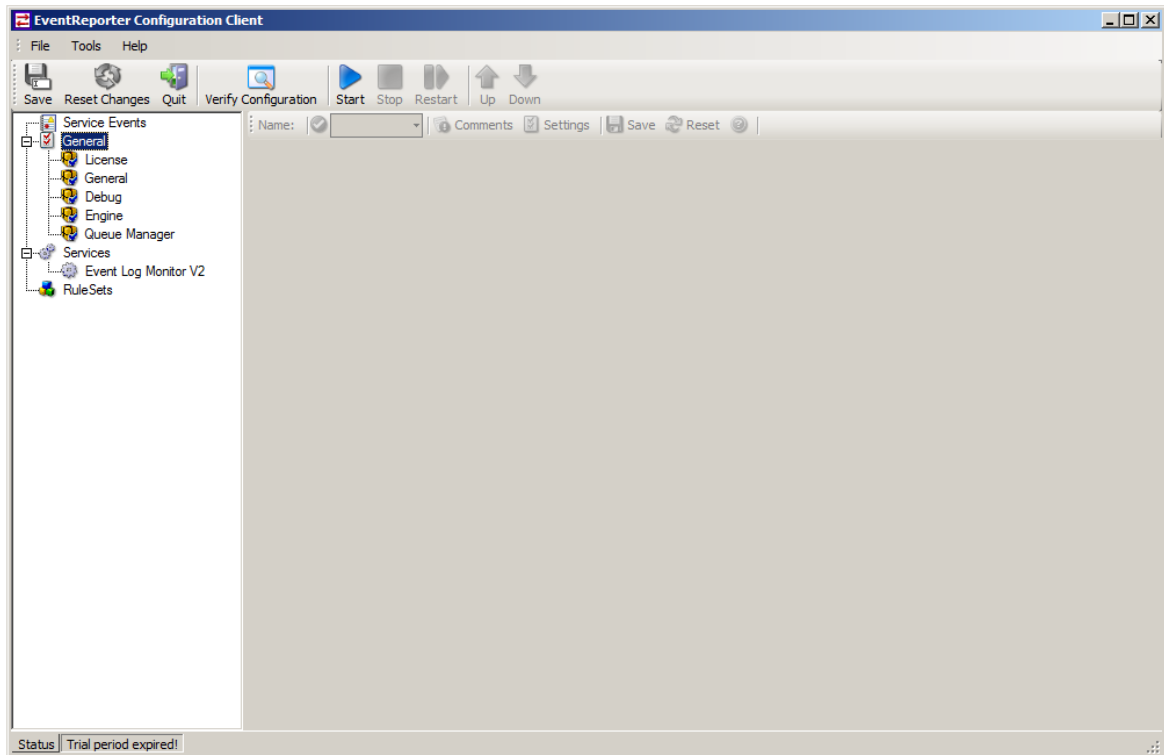 EventReporter Configuration Client
File Tools Help
Save Reset Changes Quit Verify Configuration Start Stop Restart Up Down
Service Events
Name: Comments Settings Save Reset
General
License
General
Debug
Engine
Queue Manager
Services
Event Log Monitor V2
RuleSets
Status Trial period expired!